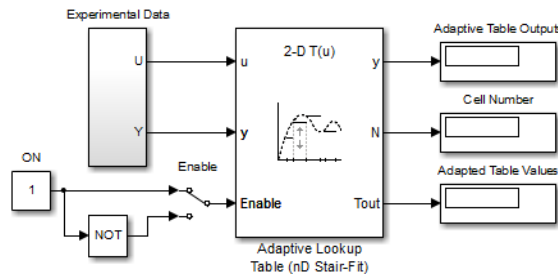 Experimental Data
U
Y
2-D T(u)
u
y
Enable
y
N
Tout
Adaptive Lookup
Table (nD Stair-Fit)
Adaptive Table Output
Cell Number
Adapted Table Values
ON
1
NOT
Enable